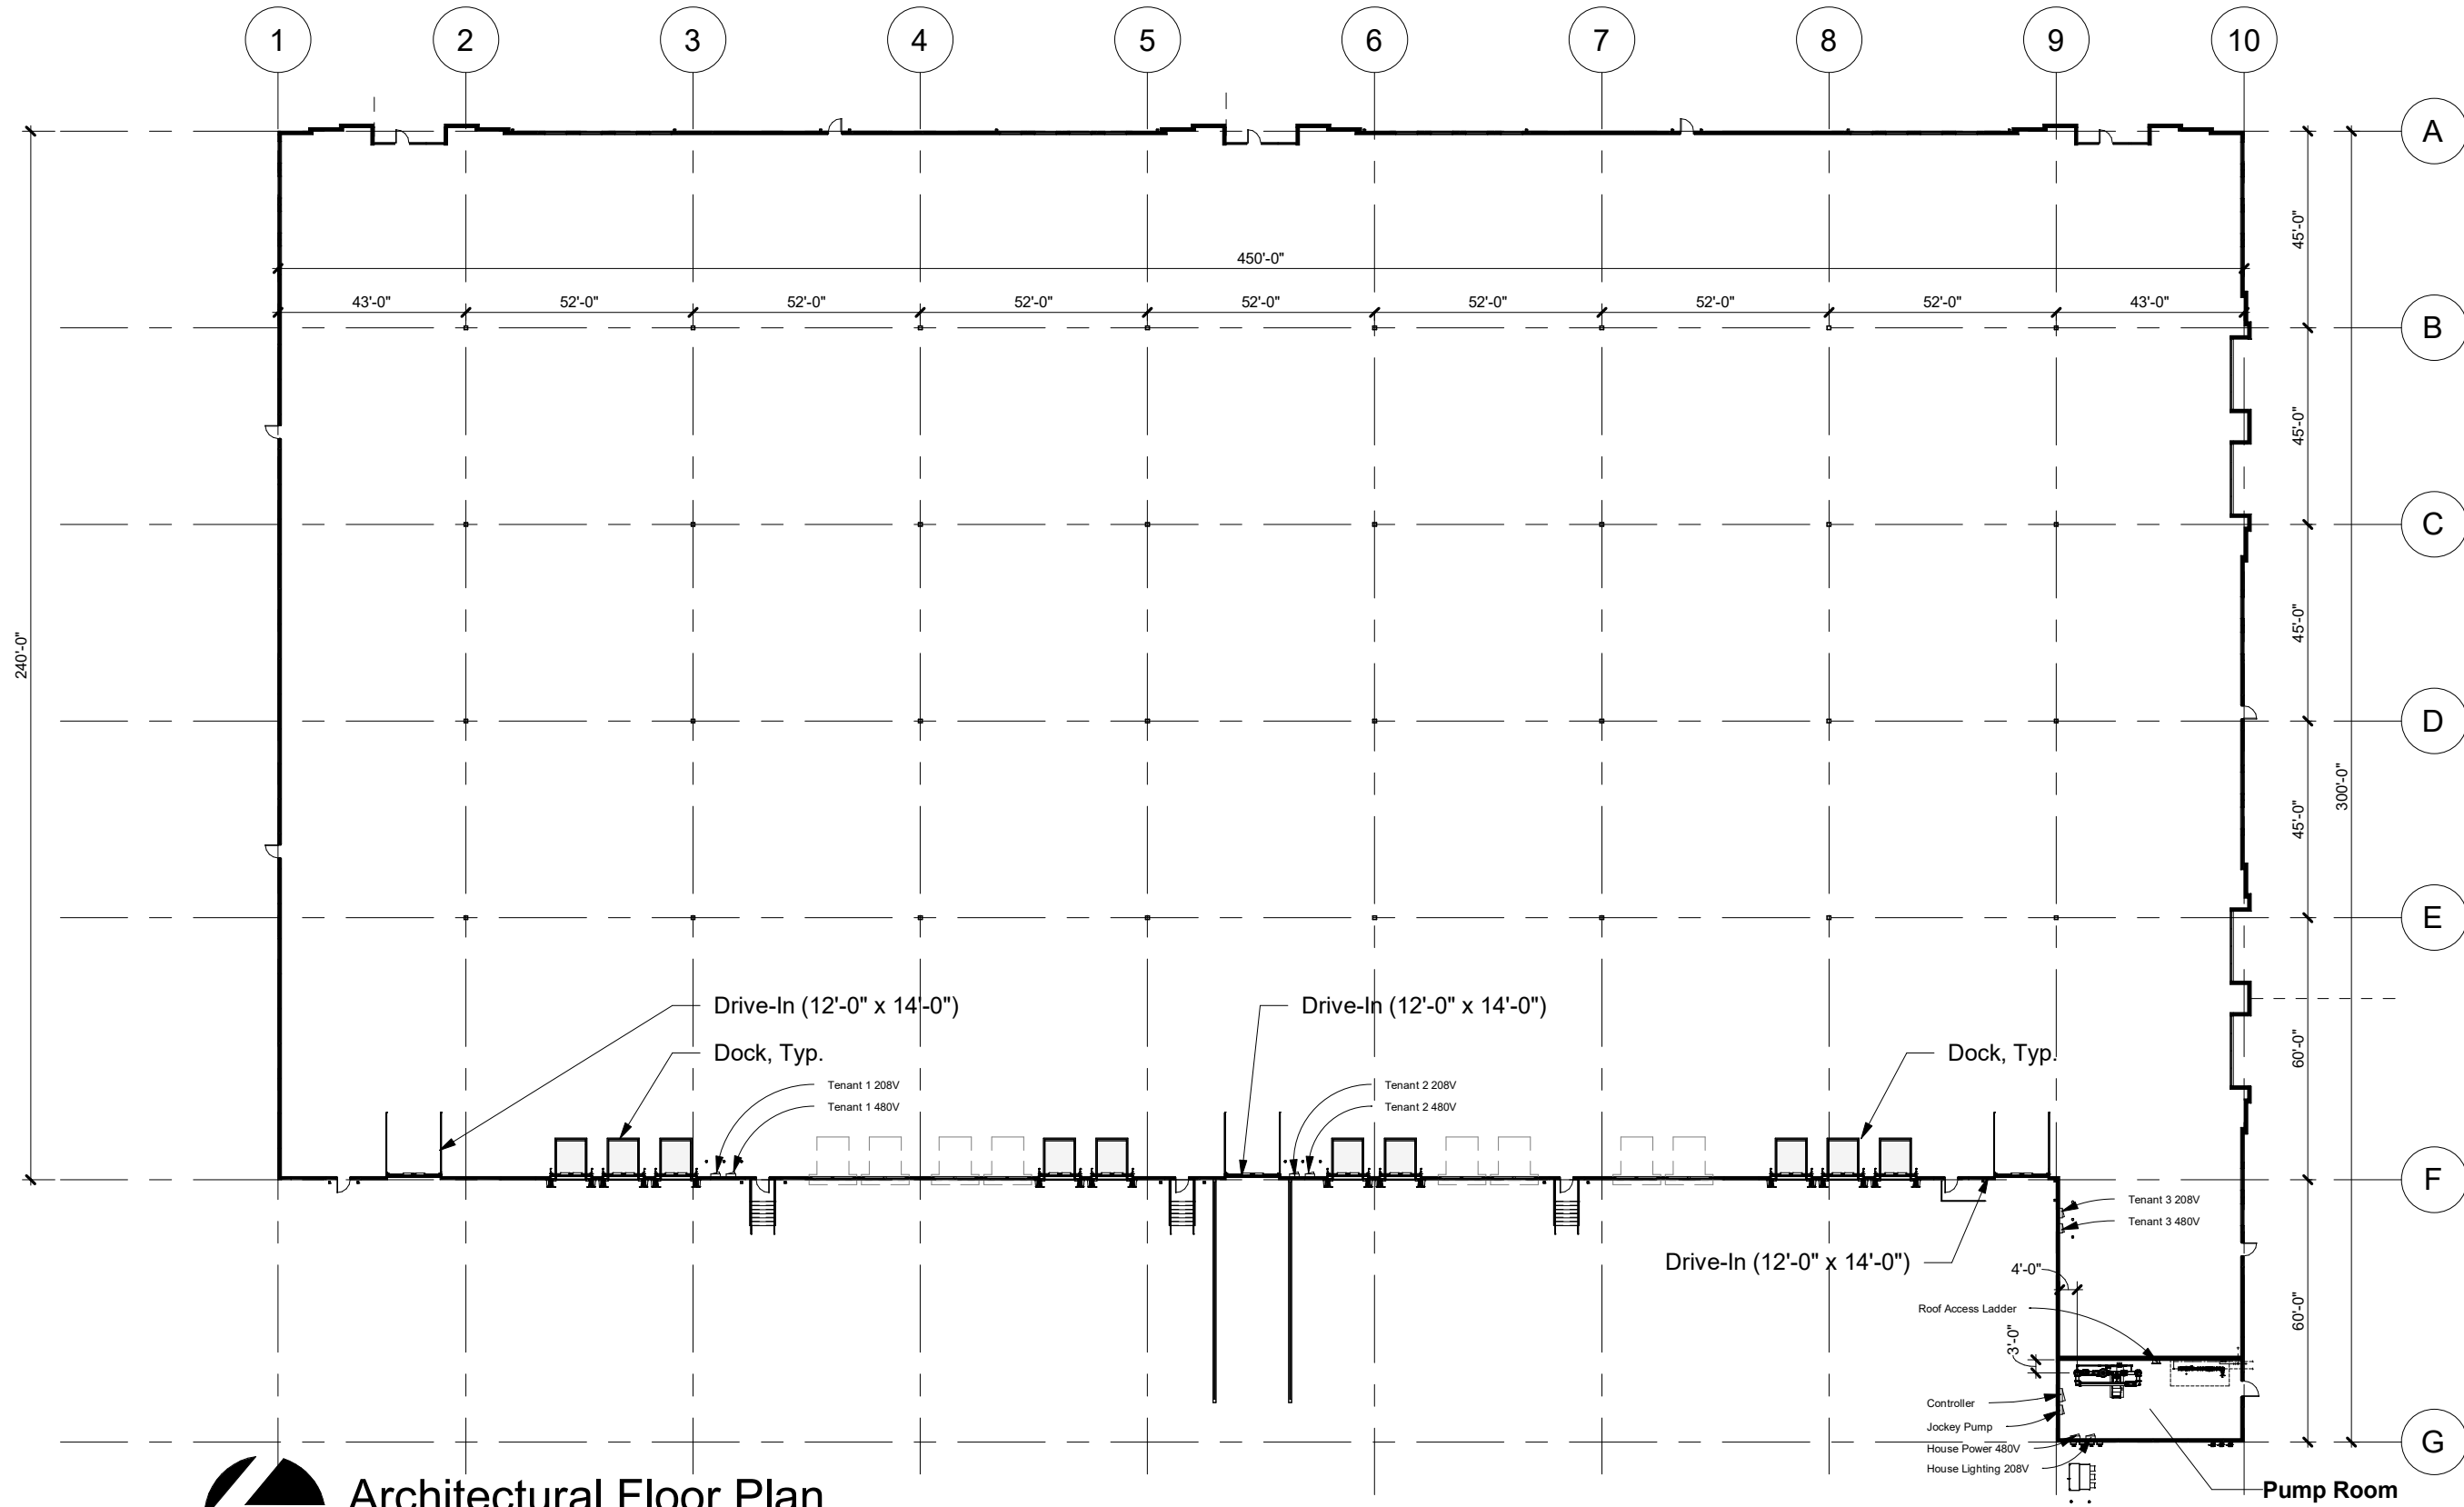 1 2 3 4 5 6 7 8 9 10
A
45'-0"
450'-0"
43'-0" 52'-0" 52'-0" 52'-0" 52'-0" 52'-0" 52'-0" 52'-0" 43'-0"
B
45'-0"
C
45'-0"
240'-0"
D
300'-0"
45'-0"
E
Drive-In (12'-0" x 14'-0") Drive-In (12'-0" x 14'-0")
Dock, Typ. Dock, Typ.
60'-0"
Tenant 1 208V Tenant 2 208V
Tenant 1 480V Tenant 2 480V
F
Tenant 3 208V
Tenant 3 480V
Drive-In (12'-0" x 14'-0")
4'-0"
Roof Access Ladder
60'-0"
3'-0"
Controller
Jockey Pump
G
House Power 480V
House Lighting 208V
Pump Room
Architectural Floor Plan